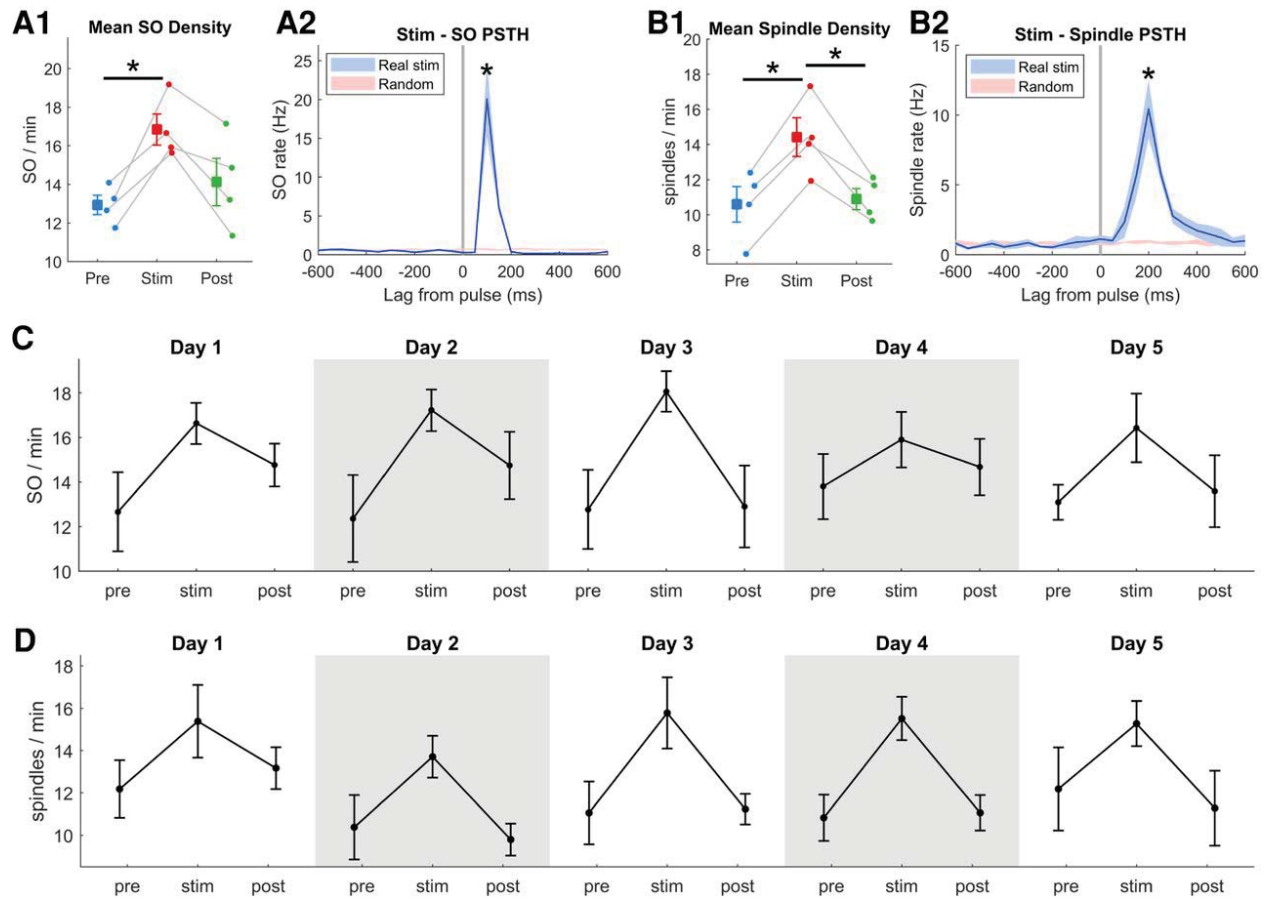 A1
Mean SO Density
*
SO / min
18
16
14
12
10
Pre
Stim
Post
A2
Stim - SO PSTH
Real stim
Random
*
SO rate (Hz)
25
20
15
10
5
0
-600
-400
-200
0
200
400
600
Lag from pulse (ms)
B1
Mean Spindle Density
*
*
spindles / min
20
18
16
14
12
10
8
Pre
Stim
Post
B2
Stim - Spindle PSTH
Real stim
Random
*
Spindle rate (Hz)
15
10
5
0
-600
-400
-200
0
200
400
600
Lag from pulse (ms)
C
Day 1
Day 2
Day 3
Day 4
Day 5
SO / min
18
16
14
12
10
pre stim post
pre stim post
pre stim post
pre stim post
pre stim post
D
Day 1
Day 2
Day 3
Day 4
Day 5
spindles / min
18
16
14
12
10
pre stim post
pre stim post
pre stim post
pre stim post
pre stim post